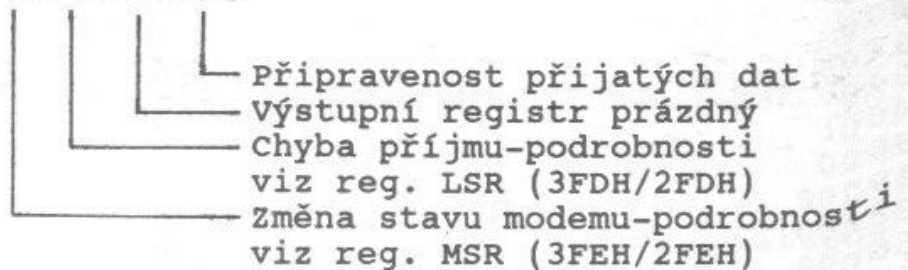 Připravenost přijatých dat
Výstupní registr prázdný
Chyba příjmu-podrobnosti
viz reg. LSR (3FDH/2FDH)
Změna stavu modemu-podrobnosti
viz reg. MSR (3FEH/2FEH)